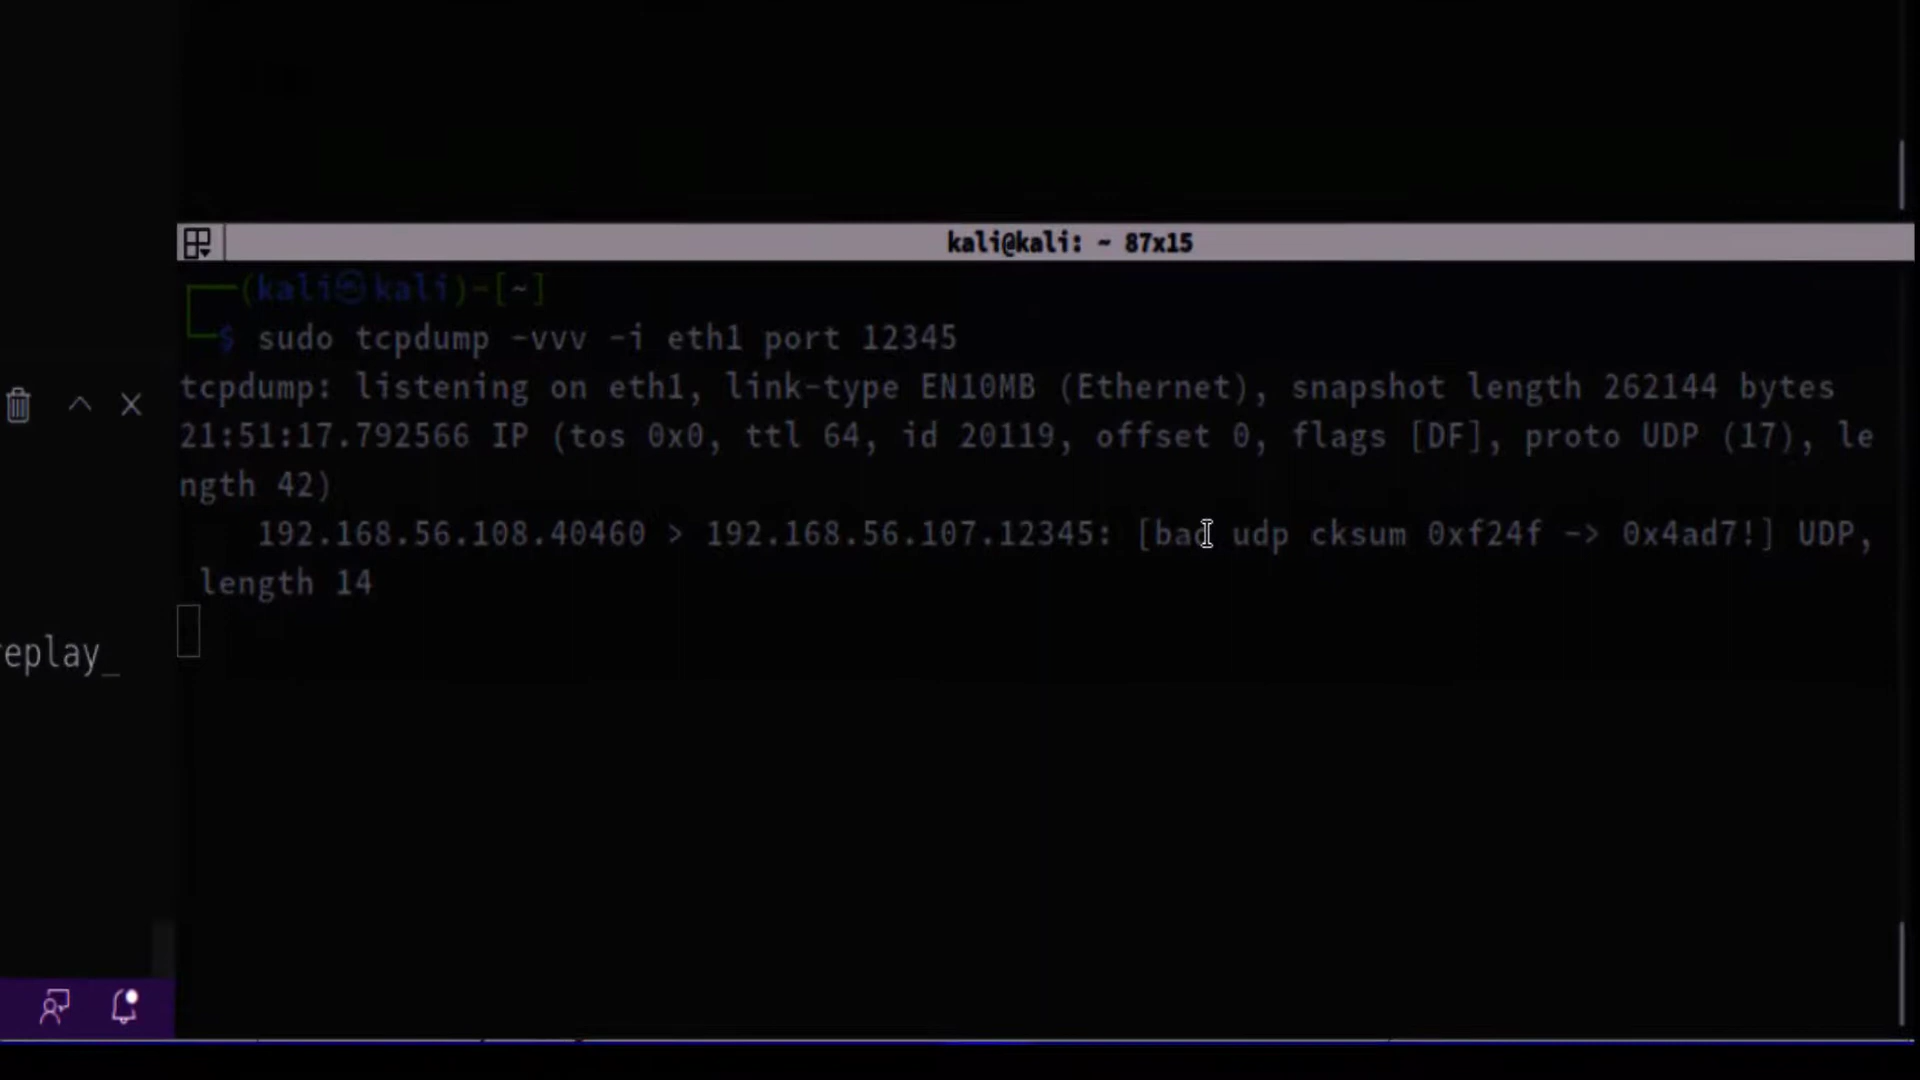 kali@kali: ~ 87x15
(kali㉿kali)-[~]
$ sudo tcpdump -vvv -i eth1 port 12345
tcpdump: listening on eth1, link-type EN10MB (Ethernet), snapshot length 262144 bytes
21:51:17.792566 IP (tos 0x0, ttl 64, id 20119, offset 0, flags [DF], proto UDP (17), le
ngth 42)
192.168.56.108.40460 > 192.168.56.107.12345: [bad udp cksum 0xf24f -> 0x4ad7!] UDP,
length 14
replay_